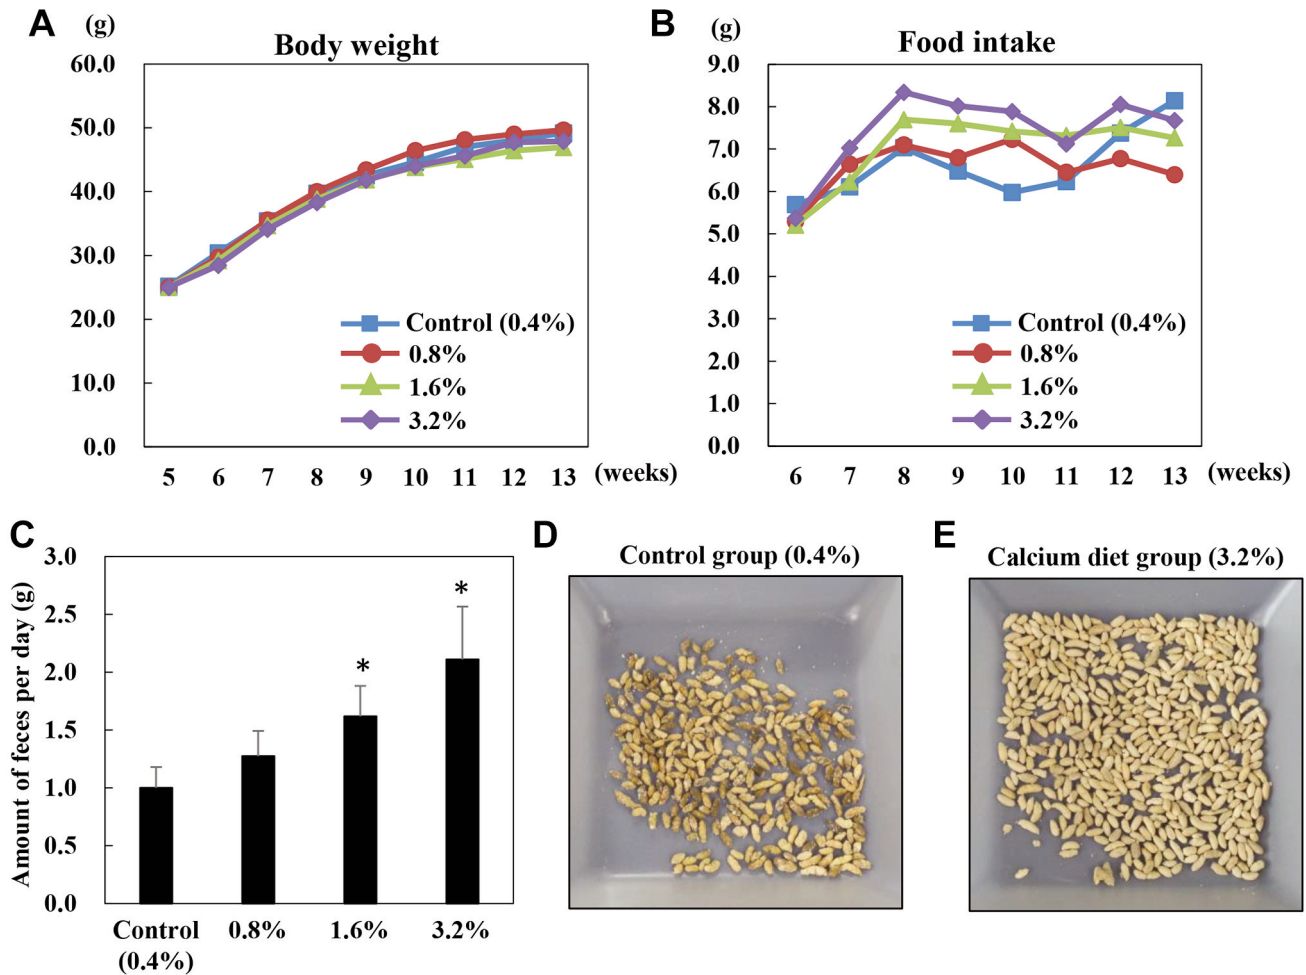 A
(g)
Body weight
60.0
50.0
40.0
30.0
20.0
10.0
0.0
Control (0.4%)
0.8%
1.6%
3.2%
5 6 7 8 9 10 11 12 13 (weeks)
B
(g)
Food intake
9.0
8.0
7.0
6.0
5.0
4.0
3.0
2.0
1.0
0.0
Control (0.4%)
0.8%
1.6%
3.2%
6 7 8 9 10 11 12 13 (weeks)
C
Amount of feces per day (g)
3.0
2.5
2.0
1.5
1.0
0.5
0.0
*
*
Control 0.8% 1.6% 3.2%
(0.4%)
D
Control group (0.4%)
E
Calcium diet group (3.2%)